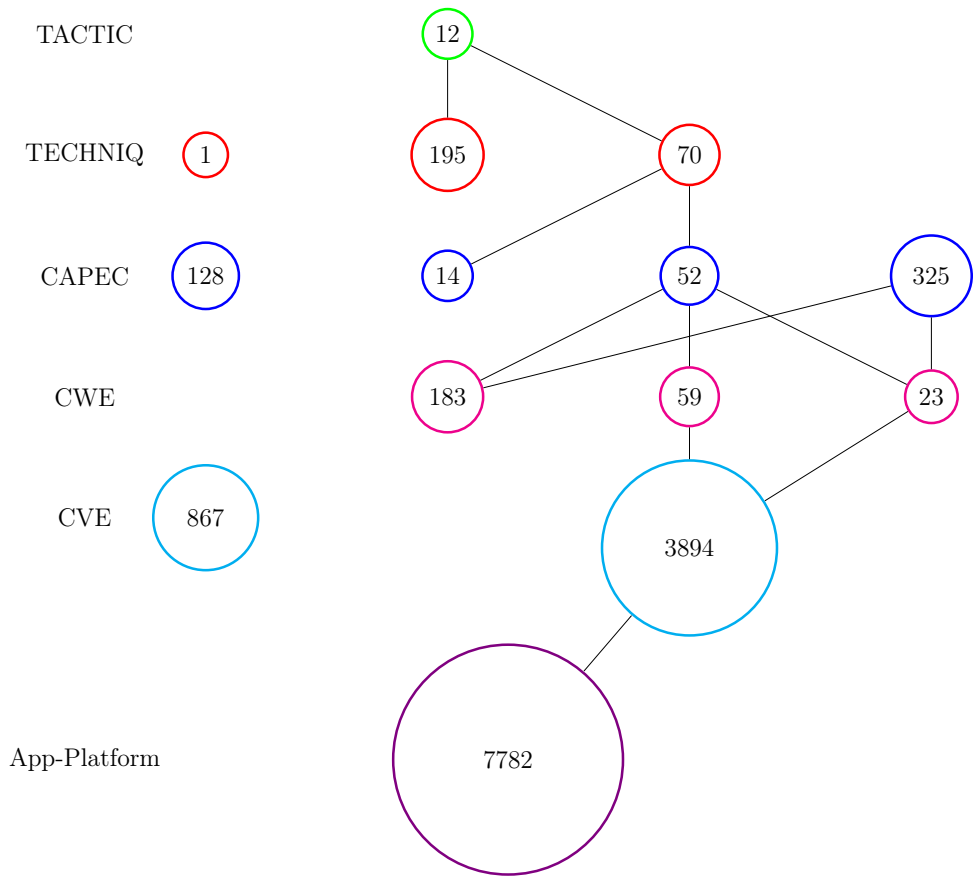 TACTIC 12
TECHNIQ 1 195 70
CAPEC 128 14 52 325
CWE 183 59 23
CVE 867 3894
App-Platform 7782